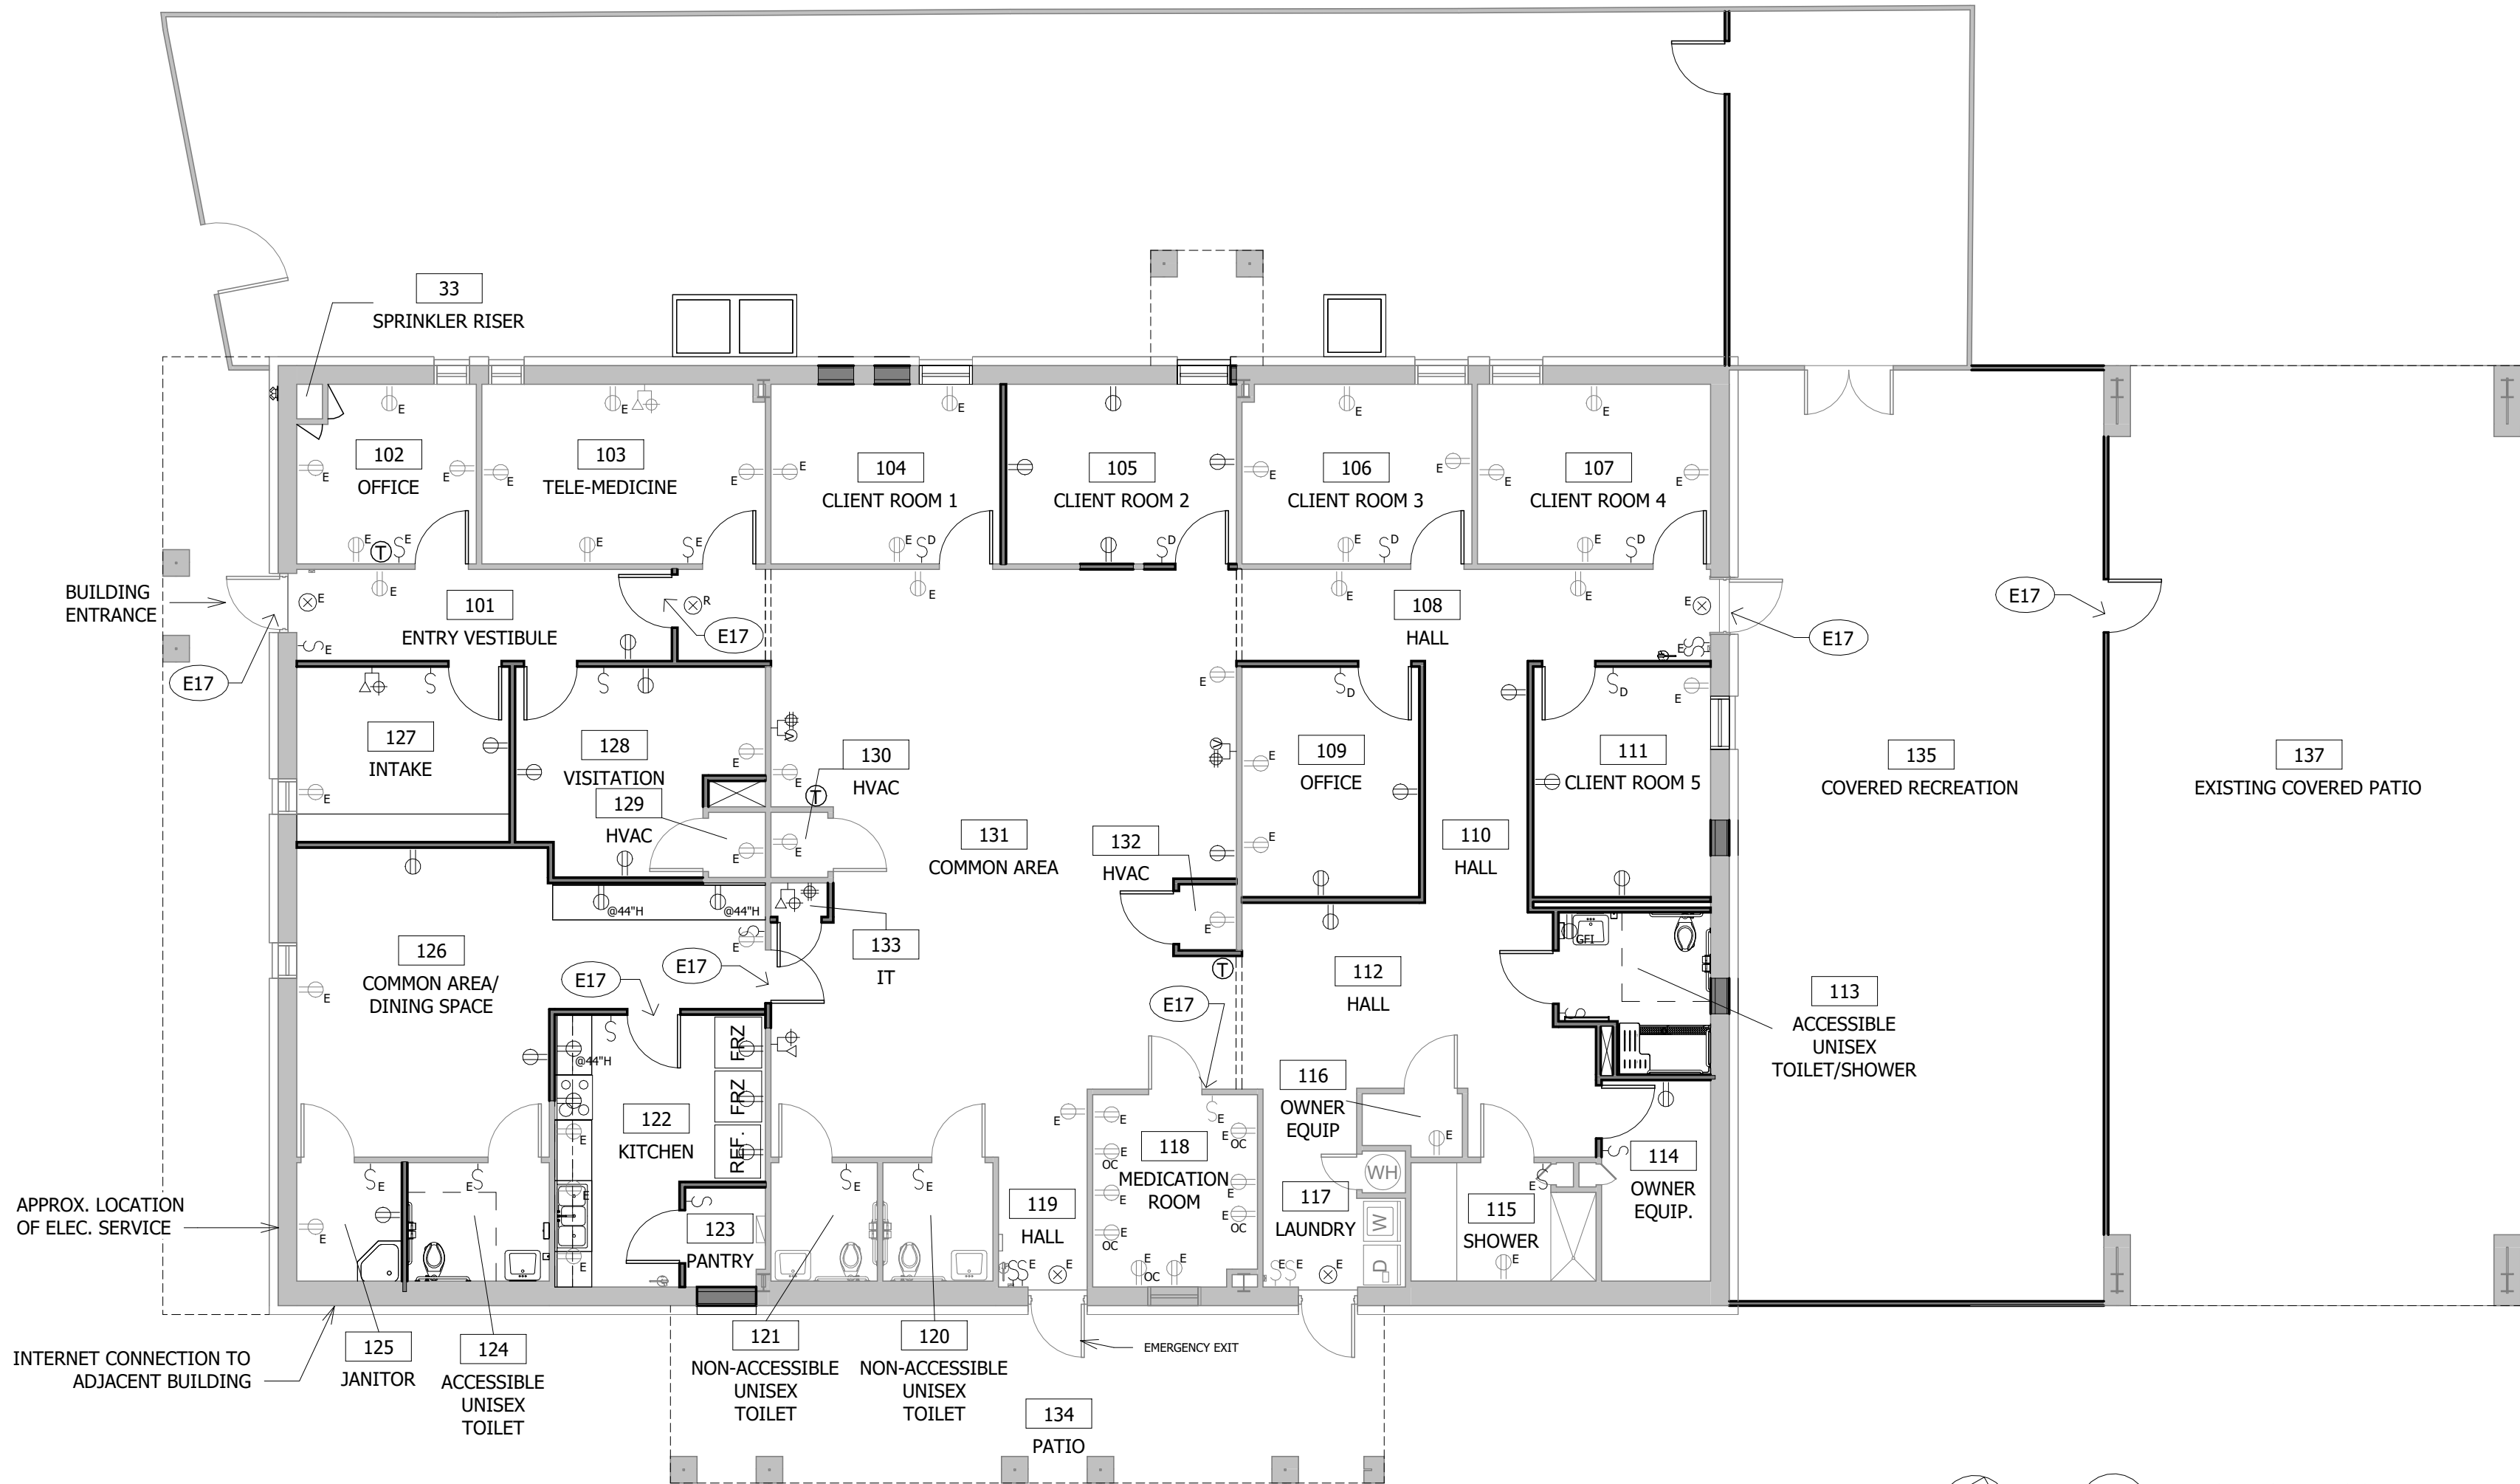 33
SPRINKLER RISER
E
E
E
E
E
T
S
E
102
OFFICE
103
TELE-MEDICINE
E
E
E
E
S
E
104
CLIENT ROOM 1
E
E
E
S
D
105
CLIENT ROOM 2
S
D
106
CLIENT ROOM 3
E
E
E
E
S
D
107
CLIENT ROOM 4
E
E
E
E
S
D
BUILDING
ENTRANCE
E
E
101
ENTRY VESTIBULE
S
E
R
E17
E17
E
E
108
HALL
E
E
E
S
E17
E17
127
INTAKE
S
E
128
VISITATION
S
E
129
HVAC
E
130
HVAC
E
T
E
E
131
COMMON AREA
132
HVAC
E
109
OFFICE
S
D
E
E
110
HALL
111
CLIENT ROOM 5
S
D
E
135
COVERED RECREATION
137
EXISTING COVERED PATIO
@44"H
@44"H
S
E
133
IT
E17
E17
126
COMMON AREA/
DINING SPACE
E
T
E17
112
HALL
GFI
113
ACCESSIBLE
UNISEX
TOILET/SHOWER
S
@44"H
FRZ
FRZ
REF.
122
KITCHEN
E
E
E
123
PANTRY
S
116
OWNER
EQUIP
E
E
E
118
MEDICATION
ROOM
S
E
E
OC
E
OC
E
E
OC
E
E
OC
E
OC
E
WH
W
D
117
LAUNDRY
S
E
S
E
E
115
SHOWER
E
S
E
114
OWNER
EQUIP.
S
119
HALL
S
S
E
E
S
E
S
E
S
E
S
E
E
APPROX. LOCATION
OF ELEC. SERVICE
INTERNET CONNECTION TO
ADJACENT BUILDING
125
JANITOR
124
ACCESSIBLE
UNISEX
TOILET
121
NON-ACCESSIBLE
UNISEX
TOILET
120
NON-ACCESSIBLE
UNISEX
TOILET
EMERGENCY EXIT
134
PATIO